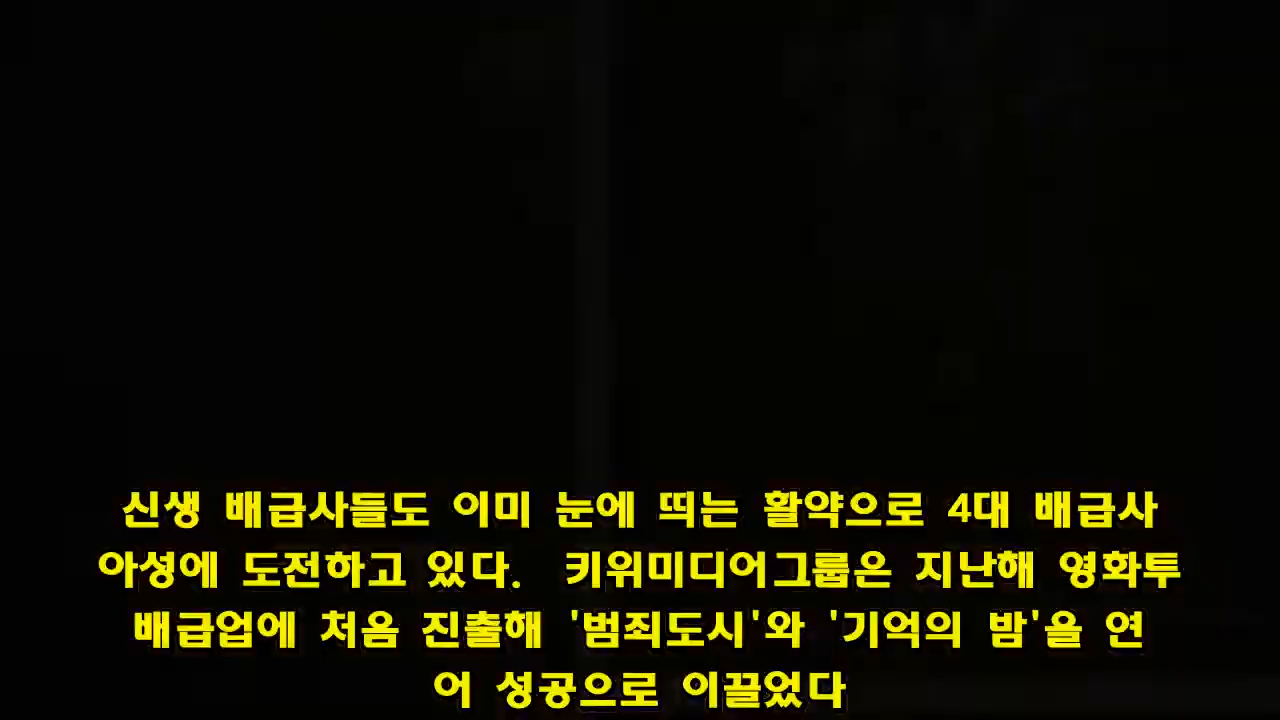 신생 배급사들도 이미 눈에 띄는 활약으로 4대 배급사
아성에 도전하고 있다. 키위미디어그룹은 지난해 영화투
배급업에 처음 진출해 '범죄도시'와 '기억의 밤'을 연
어 성공으로 이끌었다